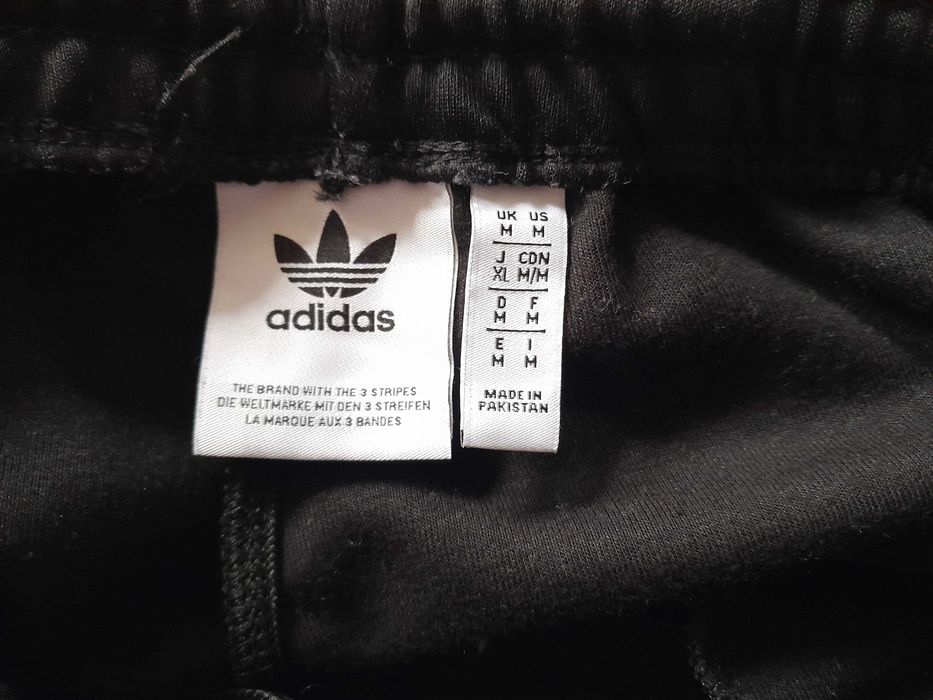 adidas
THE BRAND WITH THE 3 STRIPES
DIE WELTMARKE MIT DEN 3 STREIFEN
LA MARQUE AUX 3 BANDES
UK US
M M
J CDN
XL M/M
D F
M M
E I
M M
MADE IN
PAKISTAN